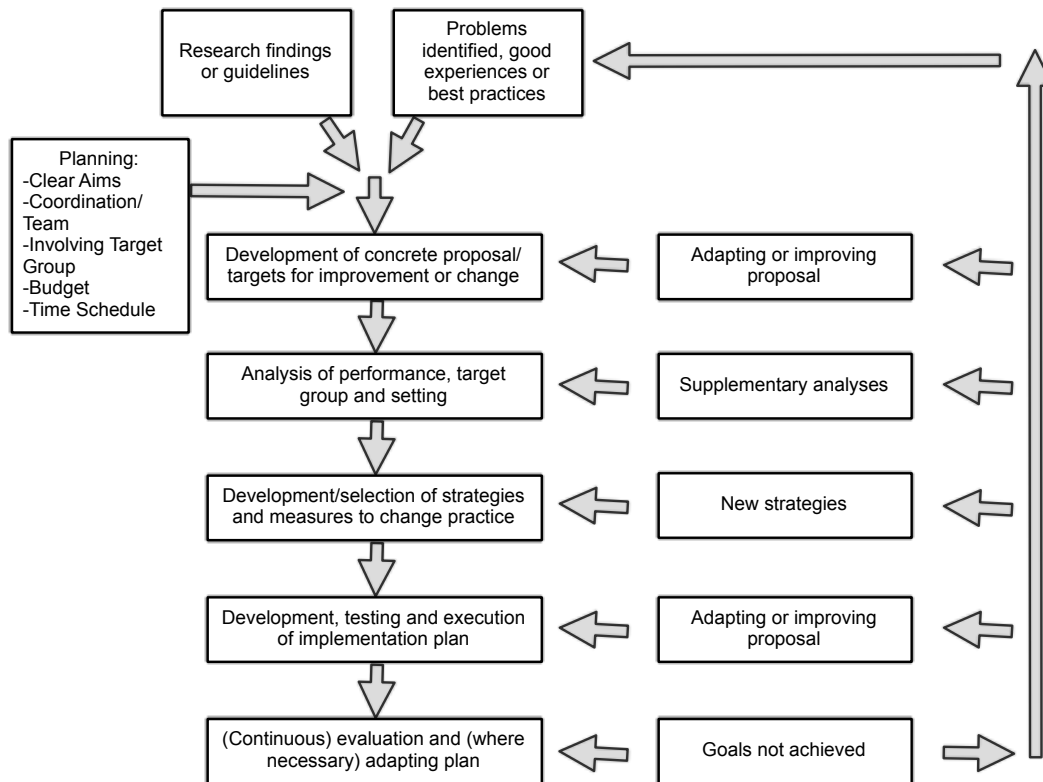 Research findings
or guidelines
Problems
identified, good
experiences or
best practices
Planning:
-Clear Aims
-Coordination/
Team
-Involving Target
Group
-Budget
-Time Schedule
Development of concrete proposal/
targets for improvement or change
Adapting or improving
proposal
Analysis of performance, target
group and setting
Supplementary analyses
Development/selection of strategies
and measures to change practice
New strategies
Development, testing and execution
of implementation plan
Adapting or improving
proposal
(Continuous) evaluation and (where
necessary) adapting plan
Goals not achieved